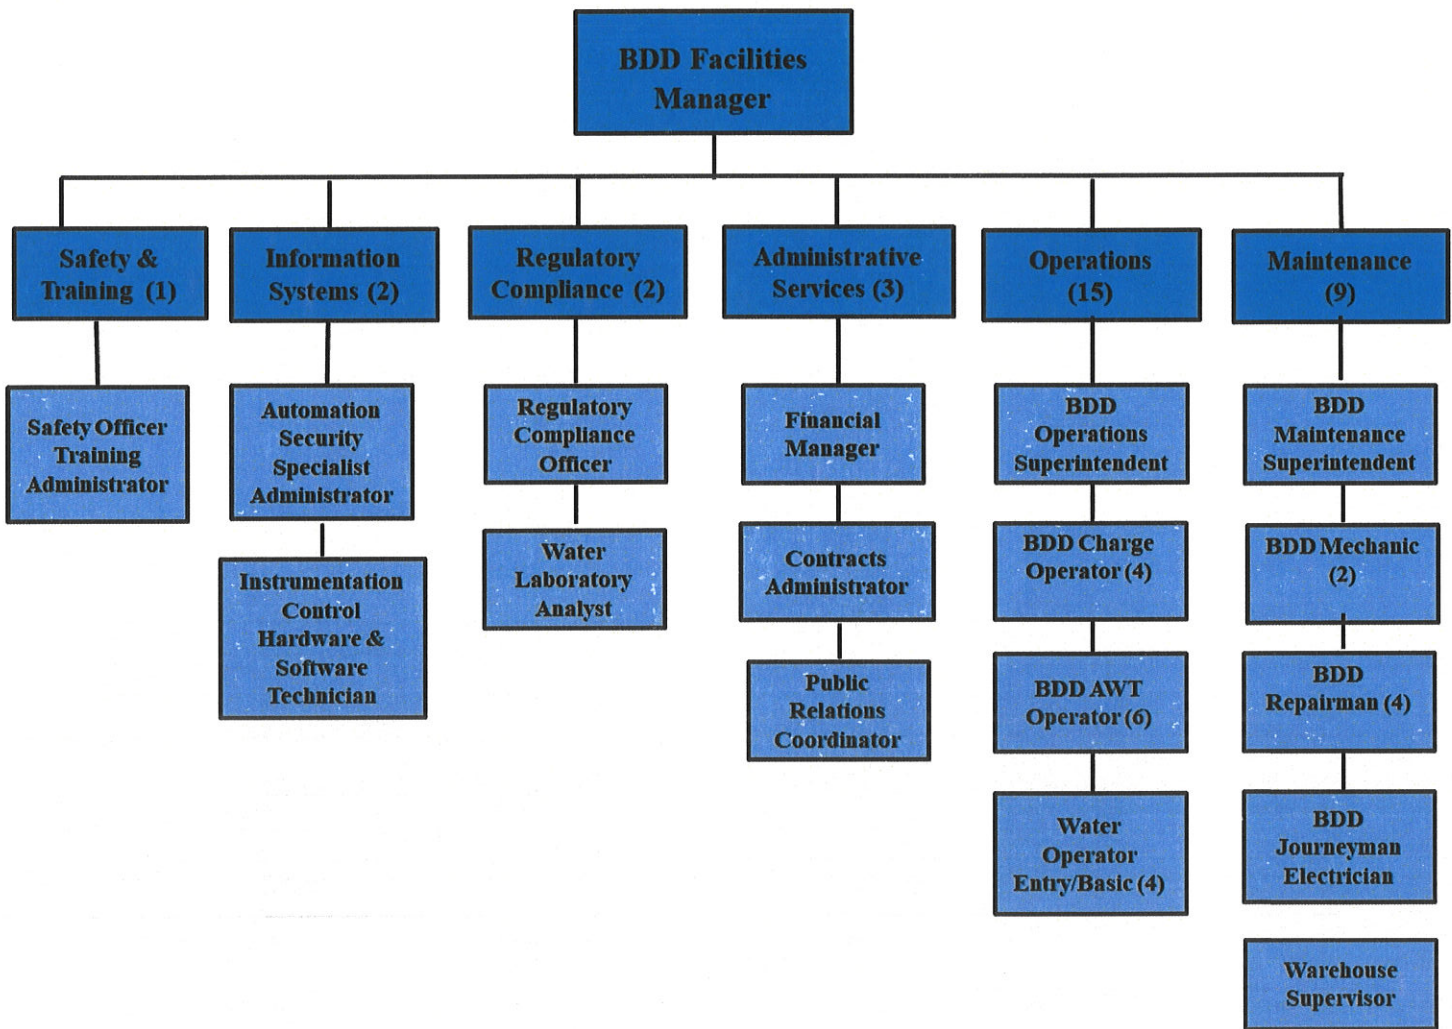 BDD Facilities
Manager
Safety &
Training (1)
Information
Systems (2)
Regulatory
Compliance (2)
Administrative
Services (3)
Operations
(15)
Maintenance
(9)
Safety Officer
Training
Administrator
Automation
Security
Specialist
Administrator
Instrumentation
Control
Hardware &
Software
Technician
Regulatory
Compliance
Officer
Water
Laboratory
Analyst
Financial
Manager
Contracts
Administrator
Public
Relations
Coordinator
BDD
Operations
Superintendent
BDD Charge
Operator (4)
BDD AWT
Operator (6)
Water
Operator
Entry/Basic (4)
BDD
Maintenance
Superintendent
BDD Mechanic
(2)
BDD
Repairman (4)
BDD
Journeyman
Electrician
Warehouse
Supervisor